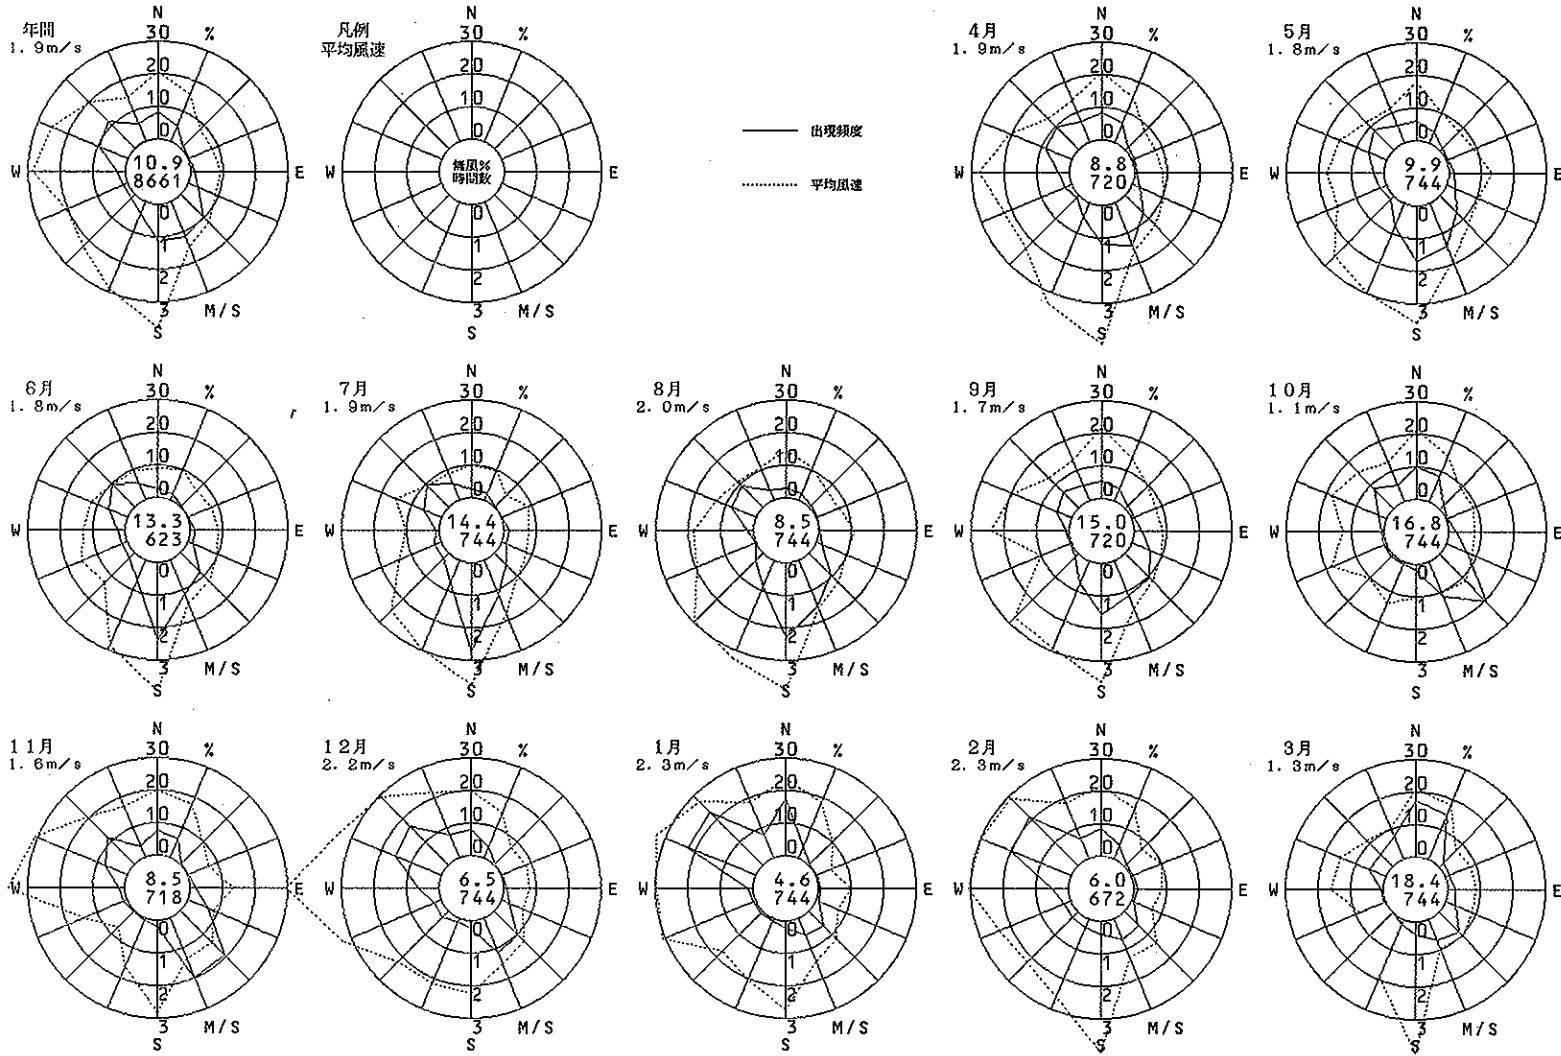 年間
1.9m/s
N
30 %
20
10
0
10.9
8661
W
E
0
1
2
3 M/S
S
凡例
平均風速
N
30 %
20
10
0
無風%
時間数
W
E
0
1
2
3 M/S
S
出現頻度
平均風速
4月
1.9m/s
N
30 %
20
10
0
8.8
720
W
E
0
1
2
3 M/S
S
5月
1.8m/s
N
30 %
20
10
0
9.9
744
W
E
0
1
2
3 M/S
S
6月
1.8m/s
N
30 %
20
10
0
13.3
623
W
E
0
1
2
3 M/S
S
7月
1.9m/s
N
30 %
20
10
0
14.4
744
W
E
0
1
2
3 M/S
S
8月
2.0m/s
N
30 %
20
10
0
8.5
744
W
E
0
1
2
3 M/S
S
9月
1.7m/s
N
30 %
20
10
0
15.0
720
W
E
0
1
2
3 M/S
S
10月
1.1m/s
N
30 %
20
10
0
16.8
744
W
E
0
1
2
3 M/S
S
11月
1.6m/s
N
30 %
20
10
0
8.5
718
W
E
0
1
2
3 M/S
S
12月
2.2m/s
N
30 %
20
10
0
6.5
744
W
E
0
1
2
3 M/S
S
1月
2.3m/s
N
30 %
20
10
0
4.6
744
W
E
0
1
2
3 M/S
S
2月
2.3m/s
N
30 %
20
10
0
6.0
672
W
E
0
1
2
3 M/S
S
3月
1.3m/s
N
30 %
20
10
0
18.4
744
W
E
0
1
2
3 M/S
S